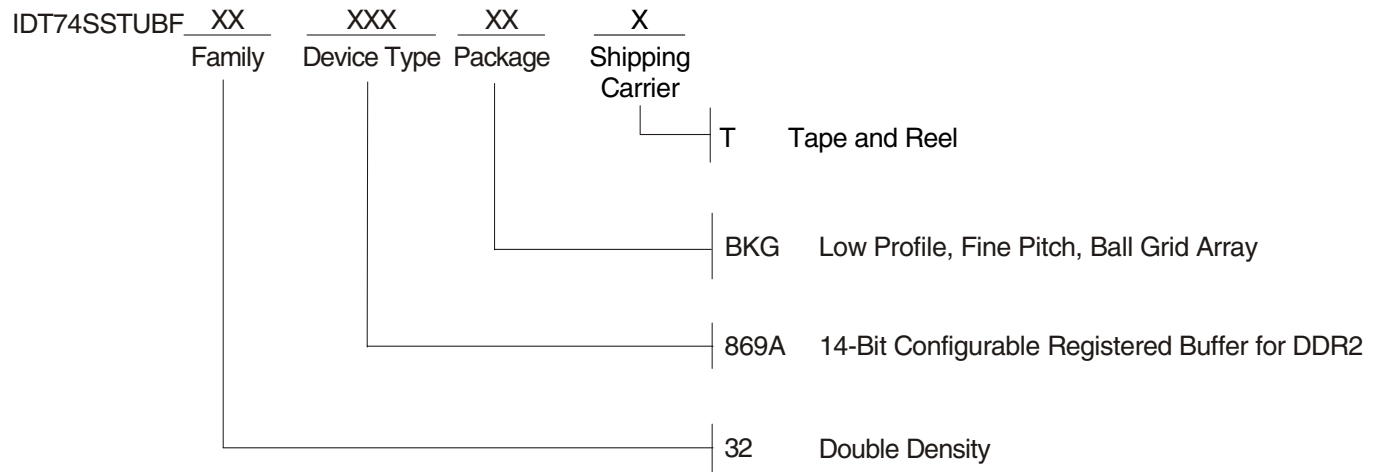 IDT74SSTUBF XX XXX XX X
Family Device Type Package Shipping
Carrier
T Tape and Reel
BKG Low Profile, Fine Pitch, Ball Grid Array
869A 14-Bit Configurable Registered Buffer for DDR2
32 Double Density